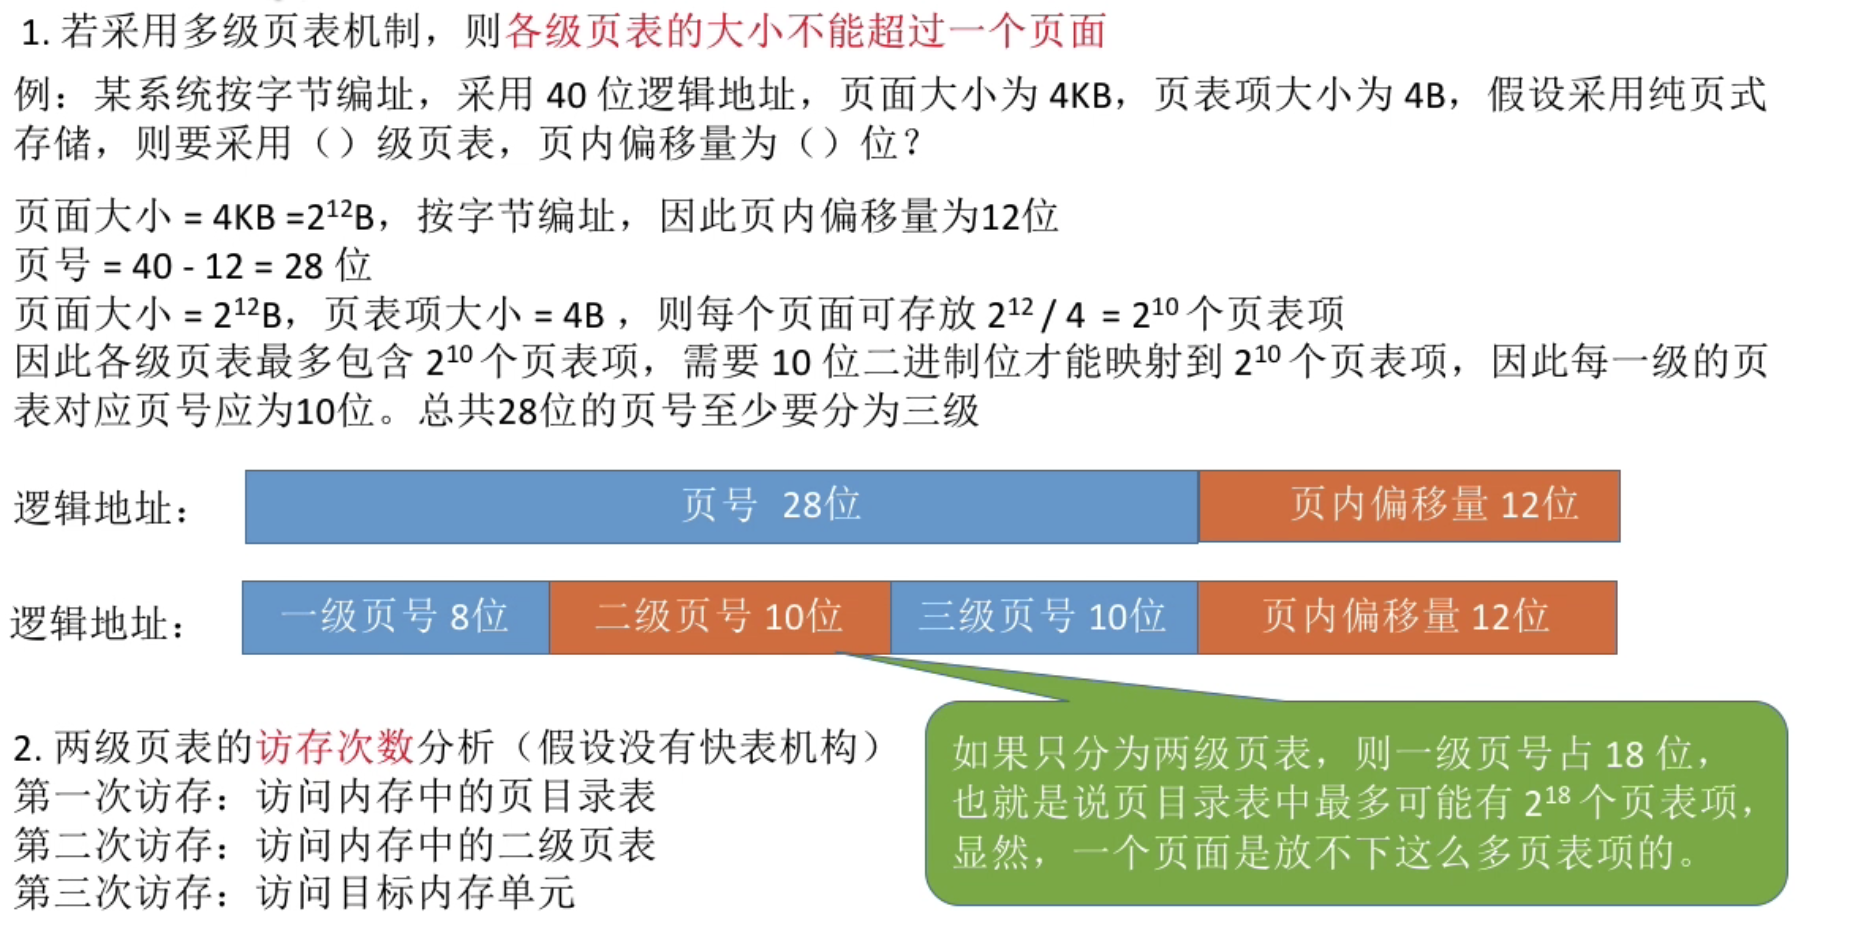 1. 若采用多级页表机制，则各级页表的大小不能超过一个页面
例：某系统按字节编址，采用 40 位逻辑地址，页面大小为 4KB，页表项大小为 4B，假设采用纯页式
存储，则要采用（）级页表，页内偏移量为（）位？
页面大小 = 4KB =2¹²B，按字节编址，因此页内偏移量为12位
页号 = 40 - 12 = 28 位
页面大小 = 2¹²B，页表项大小 = 4B ，则每个页面可存放 2¹² / 4 = 2¹⁰ 个页表项
因此各级页表最多包含 2¹⁰ 个页表项，需要 10 位二进制位才能映射到 2¹⁰ 个页表项，因此每一级的页
表对应页号应为10位。总共28位的页号至少要分为三级
逻辑地址： 页号 28位 页内偏移量 12位
逻辑地址： 一级页号 8位 二级页号 10位 三级页号 10位 页内偏移量 12位
2. 两级页表的访存次数分析（假设没有快表机构）
第一次访存：访问内存中的页目录表
第二次访存：访问内存中的二级页表
第三次访存：访问目标内存单元
如果只分为两级页表，则一级页号占 18 位，
也就是说页目录表中最多可能有 2¹⁸ 个页表项，
显然，一个页面是放不下这么多页表项的。